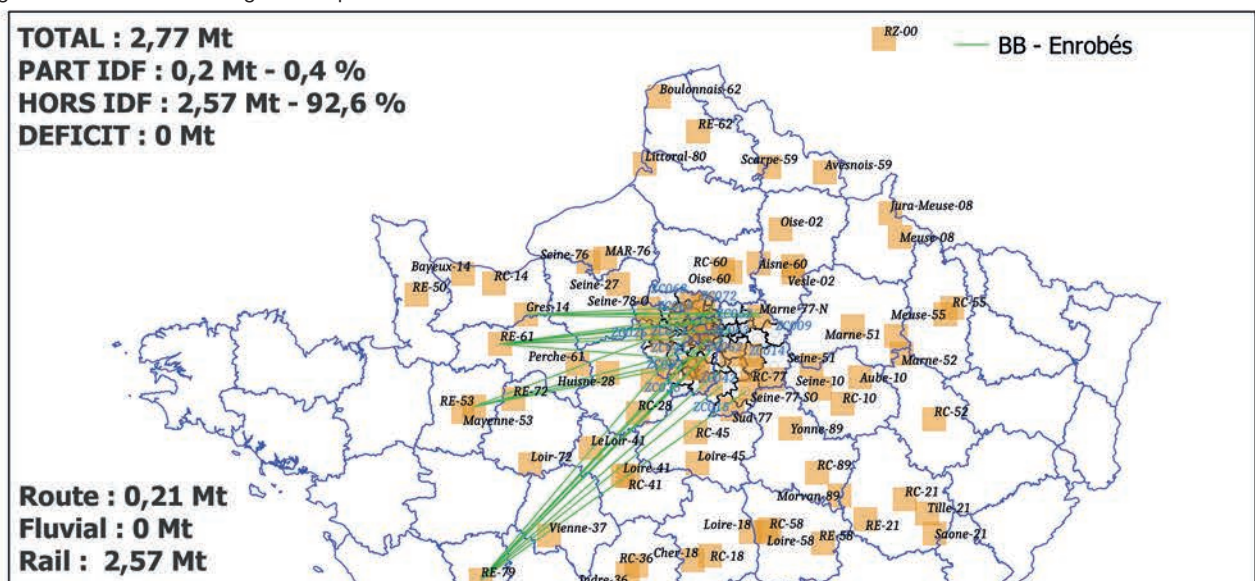 TOTAL : 2,77 Mt
PART IDF : 0,2 Mt - 0,4 %
HORS IDF : 2,57 Mt - 92,6 %
DEFICIT : 0 Mt
RZ-00
BB - Enrobés
Boulonnais-62
RE-62
Littoral-80
Scarpe-59
Avesnois-59
Jura-Meuse-08
Oise-02
Meuse-08
Seine-76
MAR-76
RC-60
Aisne-60
Bayeux-14
RC-14
Oise-60
Vesle-02
RE-50
Seine-27
Seine-78-O
ZC072
RC-55
Gres-14
Marne-77-N
Meuse-55
ZC009
Marne-51
RE-61
Perche-61
ZC014
Seine-51
Marne-52
Huisne-28
RC-77
Seine-10
Aube-10
RE-72
Seine-77-SO
RC-10
RE-53
RC-28
ZC018
RC-52
Mayenne-53
Sud-77
RC-45
Yonne-89
LeLoir-41
Loir-72
Loire-41
Loire-45
RC-89
RC-41
Morvan-89
RC-21
Tille-21
Route : 0,21 Mt
Fluvial : 0 Mt
Rail : 2,57 Mt
Vienne-37
Loire-18
RC-58
RE-21
Loire-58
RE-58
Saone-21
RC-36
Cher-18
RC-18
RE-79
Indre-36